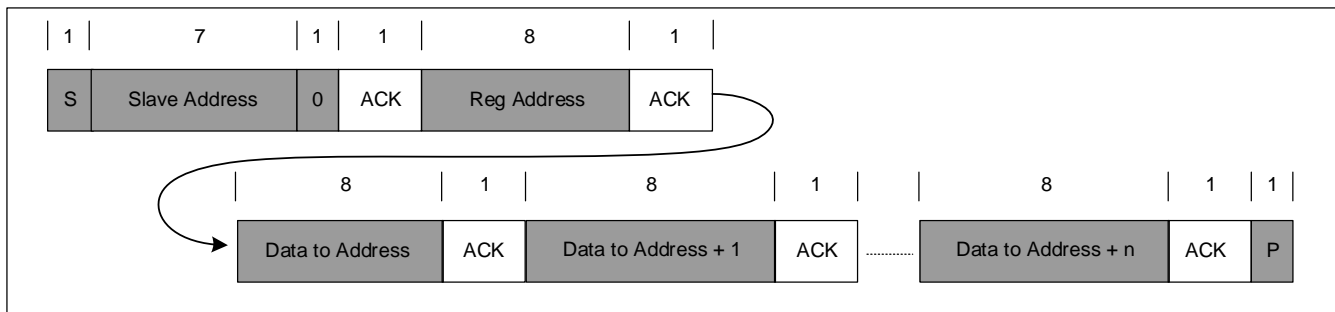 1 7 1 1 8 1
S Slave Address 0 ACK Reg Address ACK
8 1 8 1 8 1 1
Data to Address ACK Data to Address + 1 ACK Data to Address + n ACK P